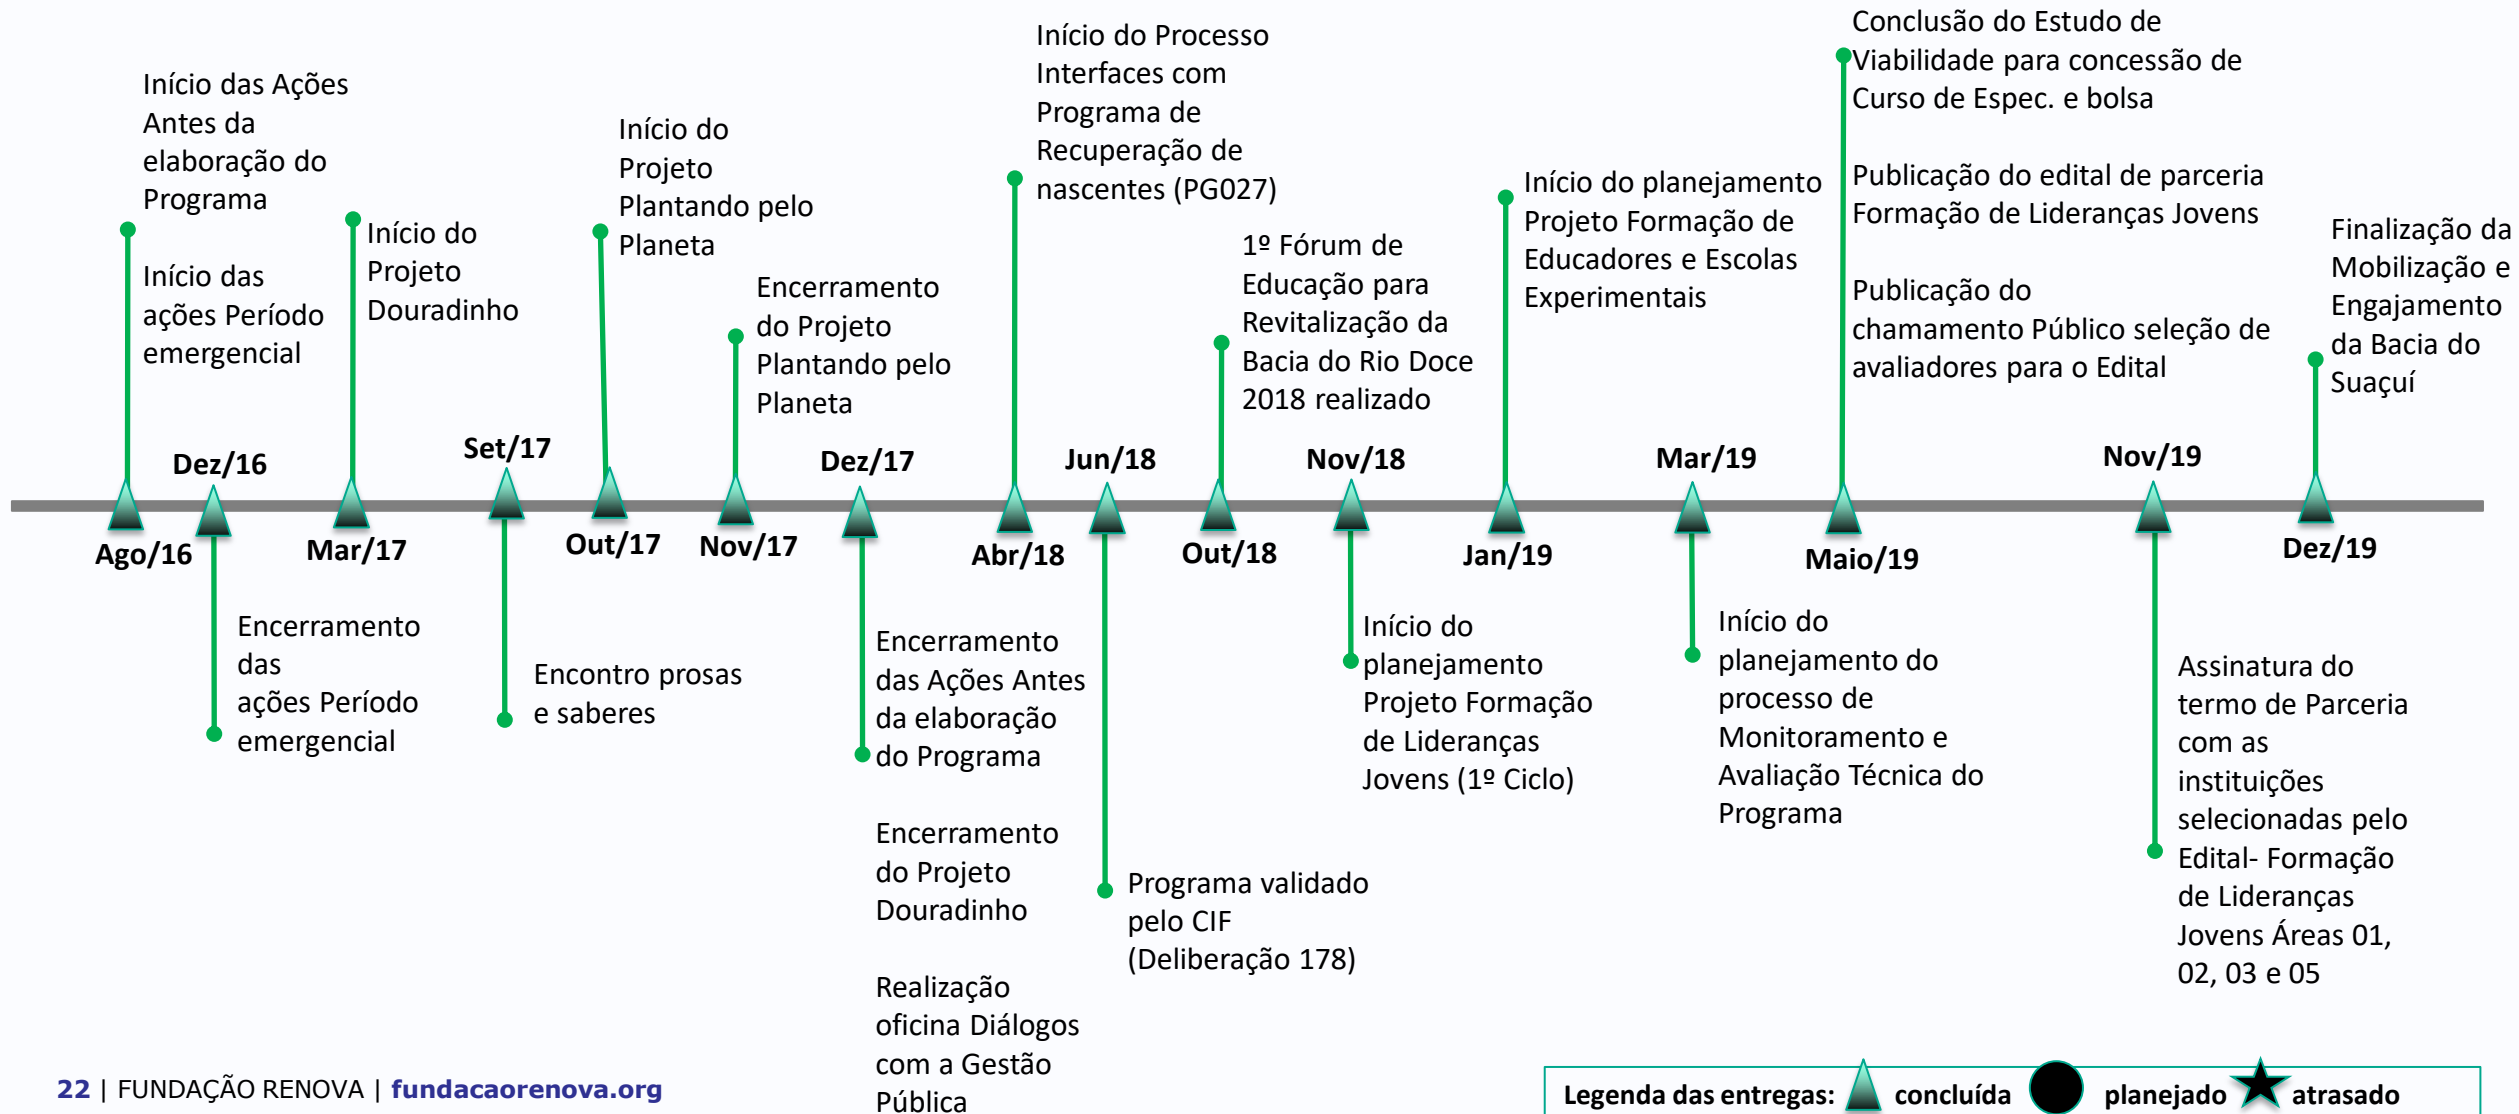 Início das Ações
Antes da
elaboração do
Programa
Início das
ações Período
emergencial
Ago/16
Dez/16
Encerramento
das
ações Período
emergencial
Início do
Projeto
Douradinho
Mar/17
Set/17
Encontro prosas
e saberes
Início do
Projeto
Plantando pelo
Planeta
Out/17
Encerramento
do Projeto
Plantando pelo
Planeta
Nov/17
Dez/17
Encerramento
das Ações Antes
da elaboração
do Programa
Encerramento
do Projeto
Douradinho
Realização
oficina Diálogos
com a Gestão
Pública
Início do Processo
Interfaces com
Programa de
Recuperação de
nascentes (PG027)
Abr/18
Jun/18
Programa validado
pelo CIF
(Deliberação 178)
1º Fórum de
Educação para
Revitalização da
Bacia do Rio Doce
2018 realizado
Out/18
Nov/18
Início do
planejamento
Projeto Formação
de Lideranças
Jovens (1º Ciclo)
Início do planejamento
Projeto Formação de
Educadores e Escolas
Experimentais
Jan/19
Mar/19
Início do
planejamento do
processo de
Monitoramento e
Avaliação Técnica do
Programa
Conclusão do Estudo de
Viabilidade para concessão de
Curso de Espec. e bolsa
Publicação do edital de parceria
Formação de Lideranças Jovens
Publicação do
chamamento Público seleção de
avaliadores para o Edital
Maio/19
Nov/19
Assinatura do
termo de Parceria
com as
instituições
selecionadas pelo
Edital- Formação
de Lideranças
Jovens Áreas 01,
02, 03 e 05
Finalização da
Mobilização e
Engajamento
da Bacia do
Suaçuí
Dez/19
22 | FUNDAÇÃO RENOVA | fundacaorenova.org
Legenda das entregas: concluída planejado atrasado